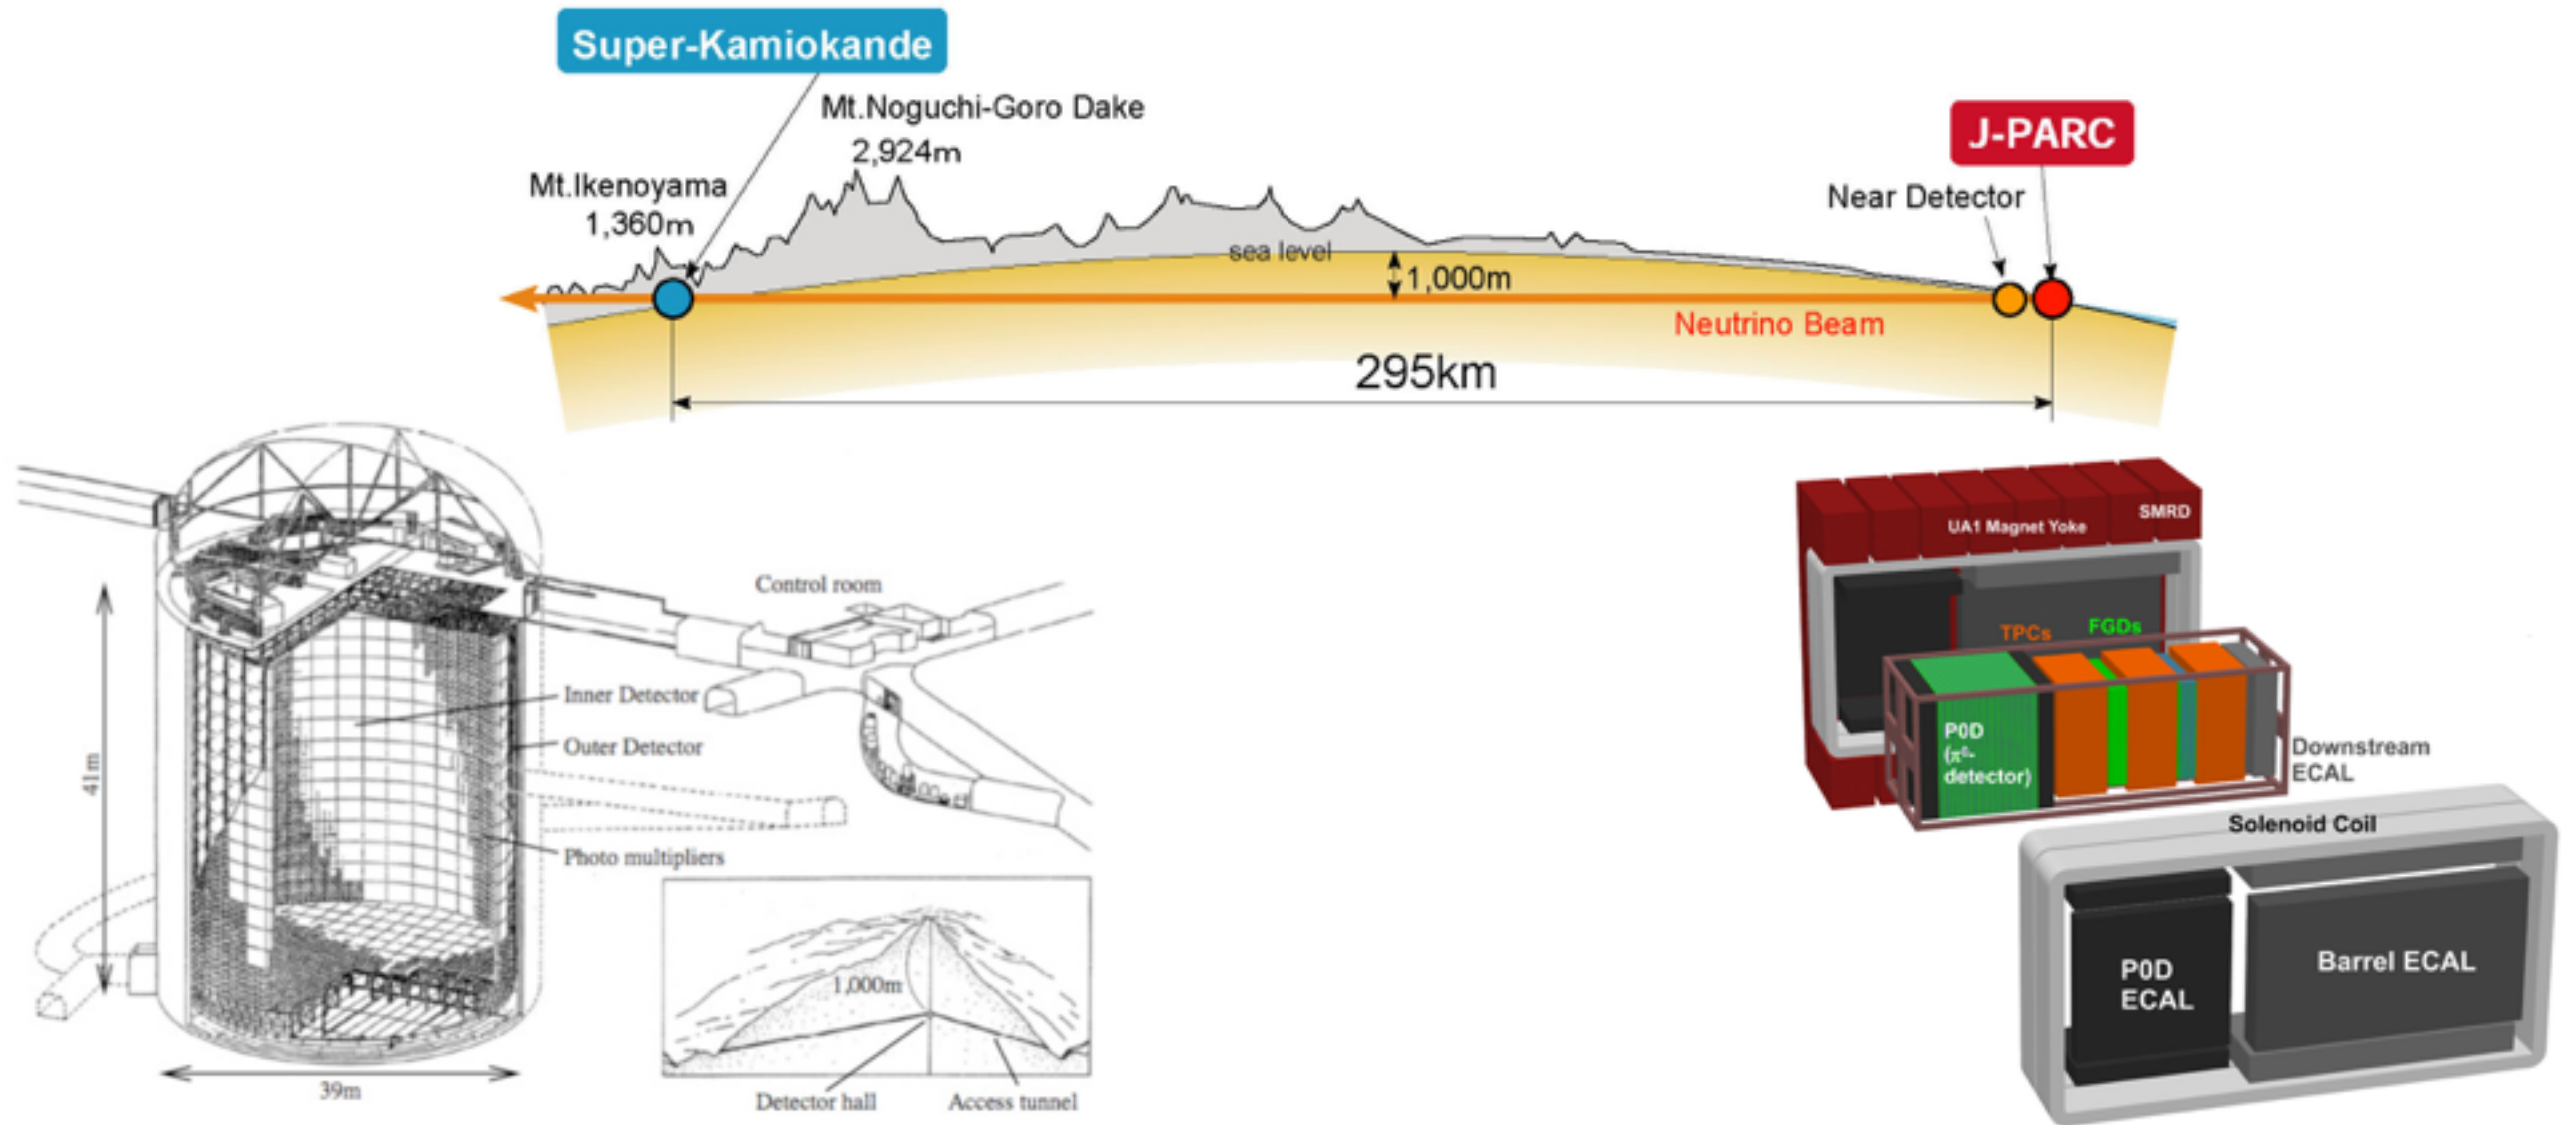 Super-Kamiokande
Mt.Noguchi-Goro Dake
2,924m
J-PARC
Mt.Ikenoyama
1,360m
Near Detector
sea level
1,000m
Neutrino Beam
295km
Control room
Inner Detector
Outer Detector
Photo multipliers
41m
39m
1,000m
Detector hall
Access tunnel
UA1 Magnet Yoke
SMRD
TPCs
FGDs
P0D
(π⁰-
detector)
Downstream
ECAL
Solenoid Coil
P0D
ECAL
Barrel ECAL